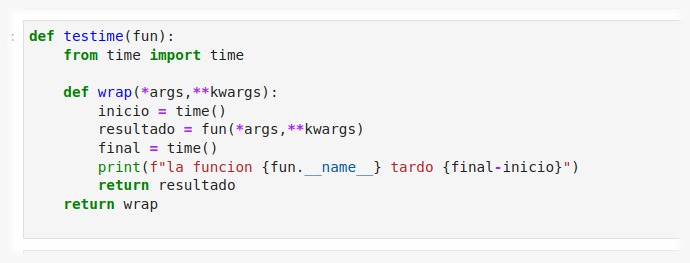 def testime(fun):
    from time import time

    def wrap(*args,**kwargs):
        inicio = time()
        resultado = fun(*args,**kwargs)
        final = time()
        print(f"la funcion {fun.__name__} tardo {final-inicio}")
        return resultado
    return wrap